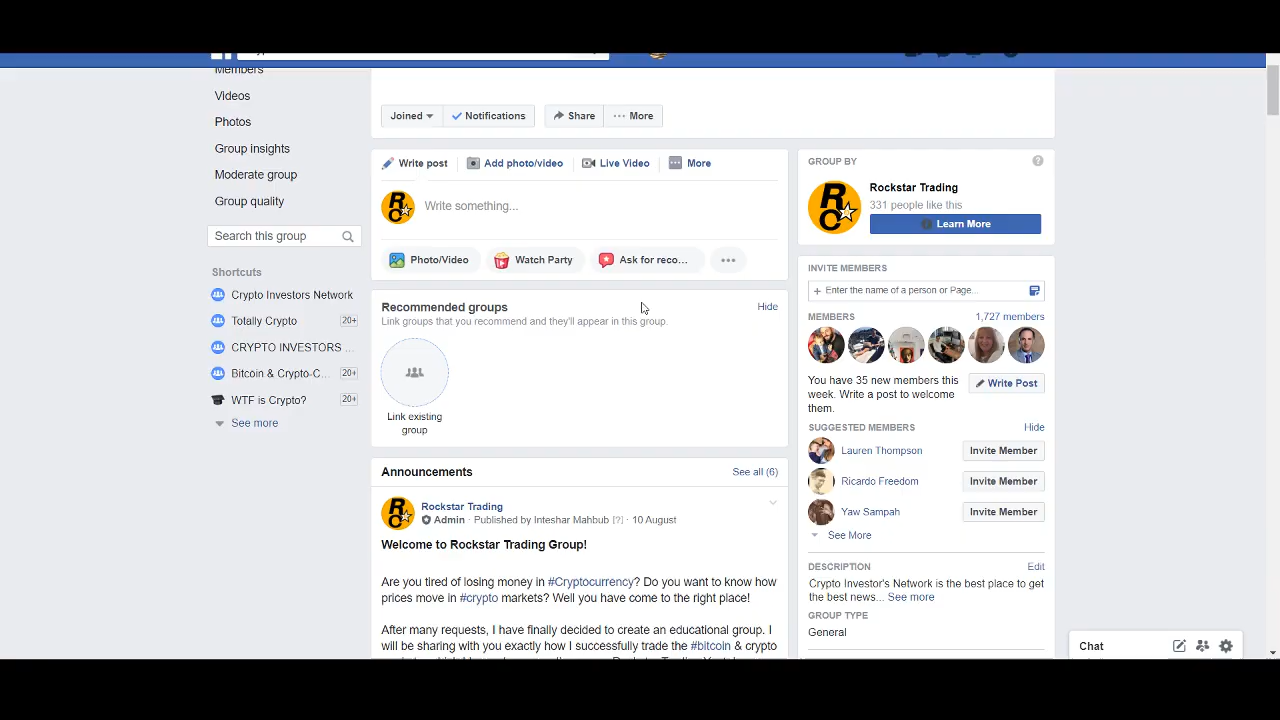 Members
Videos
Photos
Group insights
Moderate group
Group quality
Search this group
Shortcuts
Crypto Investors Network
Totally Crypto 20+
CRYPTO INVESTORS ...
Bitcoin & Crypto-C... 20+
WTF is Crypto? 20+
See more
Joined
Notifications
Share
More
Write post
Add photo/video
Live Video
More
RC
Write something...
Photo/Video
Watch Party
Ask for reco...
Recommended groups
Hide
Link groups that you recommend and they'll appear in this group.
Link existing
group
Announcements
See all (6)
RC
Rockstar Trading
Admin · Published by Inteshar Mahbub [?] · 10 August
Welcome to Rockstar Trading Group!
Are you tired of losing money in #Cryptocurrency? Do you want to know how
prices move in #crypto markets? Well you have come to the right place!
After many requests, I have finally decided to create an educational group. I
will be sharing with you exactly how I successfully trade the #bitcoin & crypto
GROUP BY
RC
Rockstar Trading
331 people like this
Learn More
INVITE MEMBERS
+ Enter the name of a person or Page...
MEMBERS
1,727 members
You have 35 new members this
week. Write a post to welcome
them.
Write Post
SUGGESTED MEMBERS
Hide
Lauren Thompson
Invite Member
Ricardo Freedom
Invite Member
Yaw Sampah
Invite Member
See More
DESCRIPTION
Edit
Crypto Investor's Network is the best place to get
the best news... See more
GROUP TYPE
General
Chat